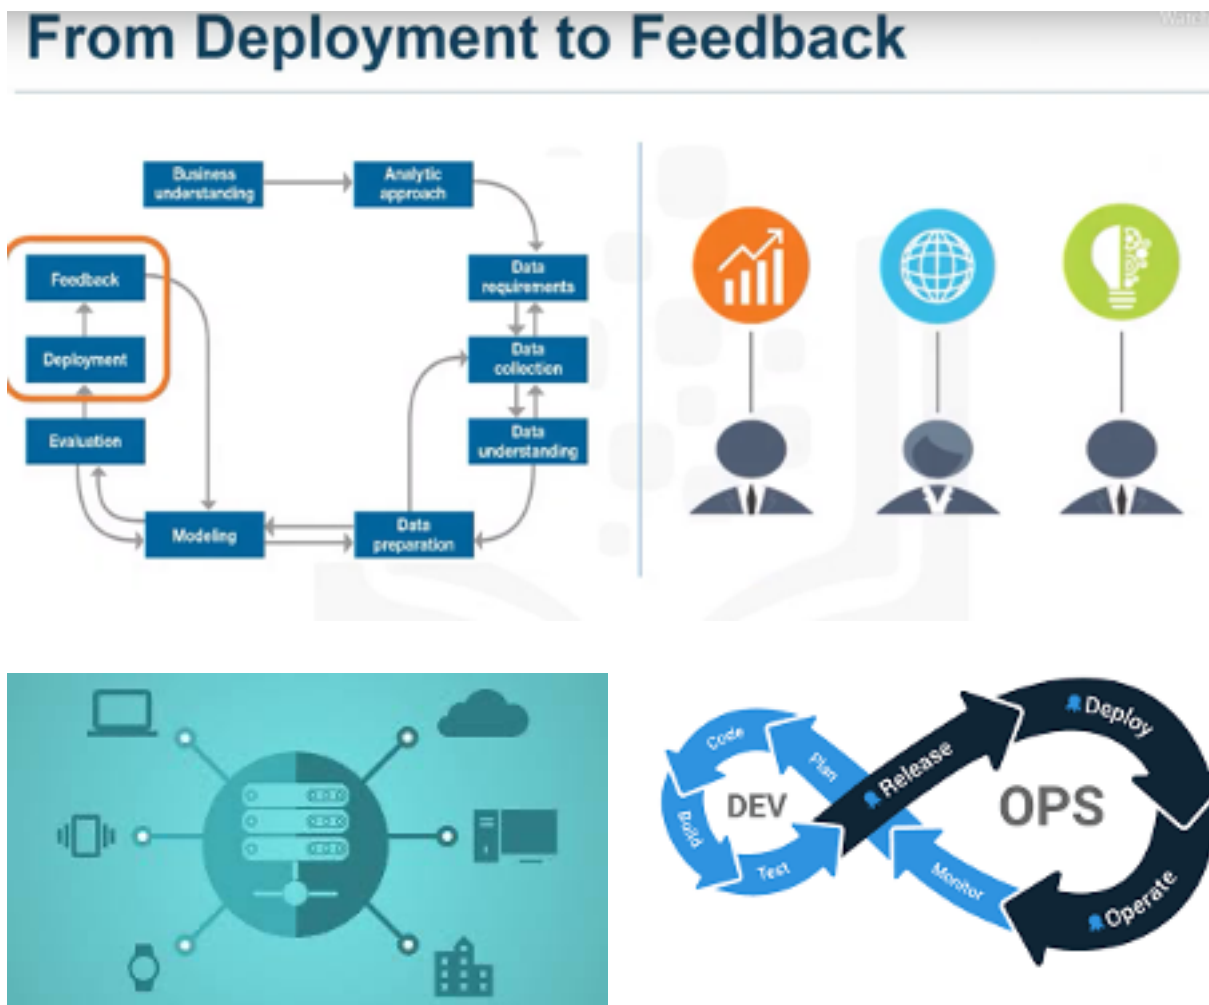 From Deployment to Feedback
Business
understanding
Analytic
approach
Feedback
Data
requirements
Deployment
Data
collection
Evaluation
Data
understanding
Modeling
Data
preparation
Code
Plan
Build
Test
DEV
Release
Deploy
OPS
Monitor
Operate